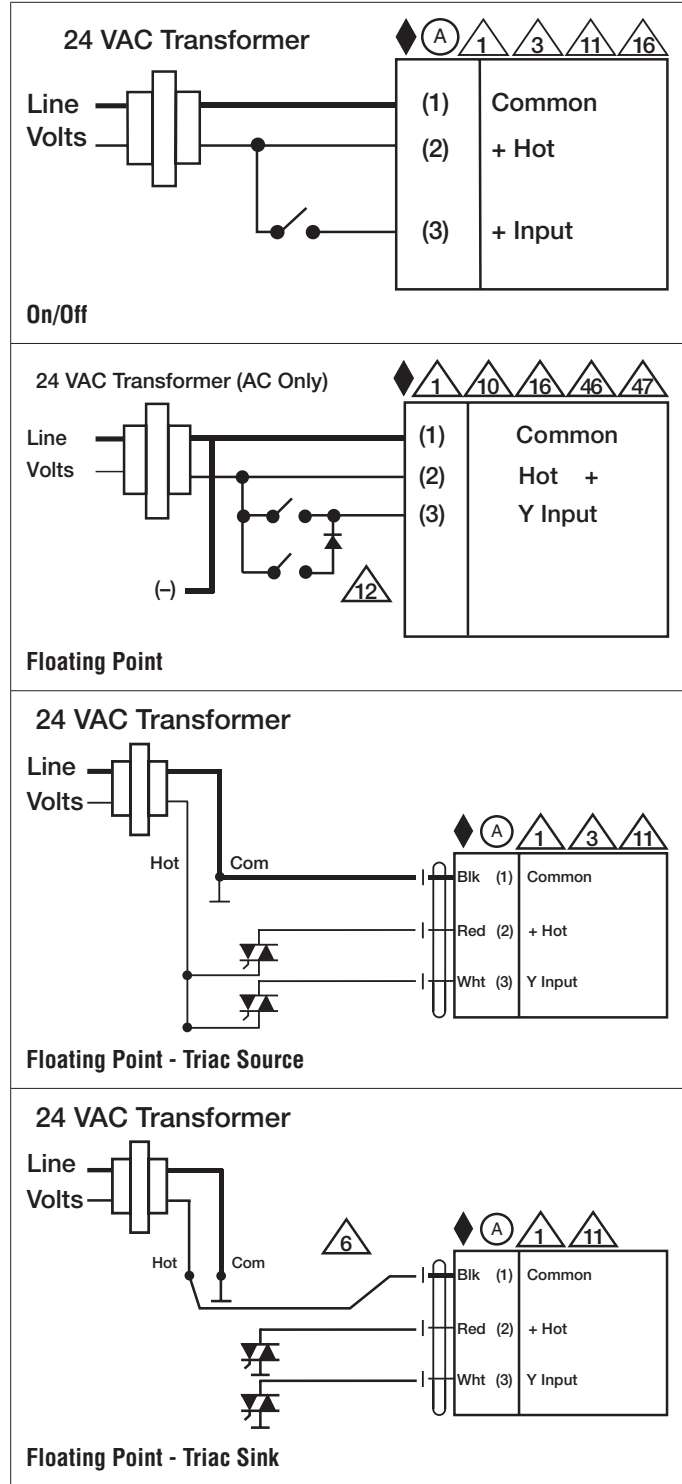 24 VAC Transformer
A 1 3 11 16
Line
Volts
(1) Common
(2) + Hot
(3) + Input
On/Off
24 VAC Transformer (AC Only)
1 10 16 46 47
Line
Volts
(1) Common
(2) Hot +
(3) Y Input
(–)
12
Floating Point
24 VAC Transformer
Line
Volts
A 1 3 11
Hot Com
Blk (1) Common
Red (2) + Hot
Wht (3) Y Input
Floating Point - Triac Source
24 VAC Transformer
Line
Volts
6
A 1 11
Hot Com
Blk (1) Common
Red (2) + Hot
Wht (3) Y Input
Floating Point - Triac Sink